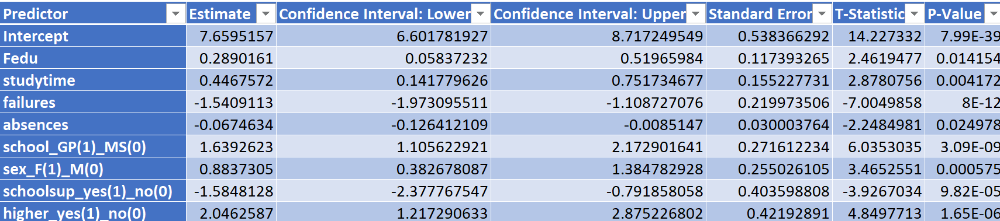 Predictor Estimate Confidence Interval: Lower Confidence Interval: Upper Standard Error T-Statistic P-Value
Intercept 7.6595157 6.601781927 8.717249549 0.538366292 14.227332 7.99E-39
Fedu 0.2890161 0.05837232 0.51965984 0.117393265 2.4619477 0.014154
studytime 0.4467572 0.141779626 0.751734677 0.155227731 2.8780756 0.004172
failures -1.5409113 -1.973095511 -1.108727076 0.219973506 -7.0049858 8E-12
absences -0.0674634 -0.126412109 -0.0085147 0.030003764 -2.2484981 0.024978
school_GP(1)_MS(0) 1.6392623 1.105622921 2.172901641 0.271612234 6.0353035 3.09E-09
sex_F(1)_M(0) 0.8837305 0.382678087 1.384782928 0.255026105 3.4652551 0.000575
schoolsup_yes(1)_no(0) -1.5848128 -2.377767547 -0.791858058 0.403598808 -3.9267034 9.82E-05
higher_yes(1)_no(0) 2.0462587 1.217290633 2.875226802 0.42192891 4.8497713 1.65E-06